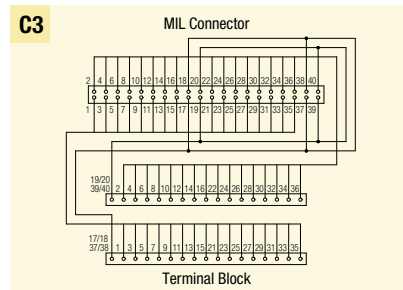 C3
MIL Connector
2 4 6 8 10 12 14 16 18 20 22 24 26 28 30 32 34 36 38 40
1 3 5 7 9 11 13 15 17 19 21 23 25 27 29 31 33 35 37 39
19/20
39/40 2 4 6 8 10 12 14 16 22 24 26 28 30 32 34 36
17/18
37/38 1 3 5 7 9 11 13 15 21 23 25 27 29 31 33 35
Terminal Block